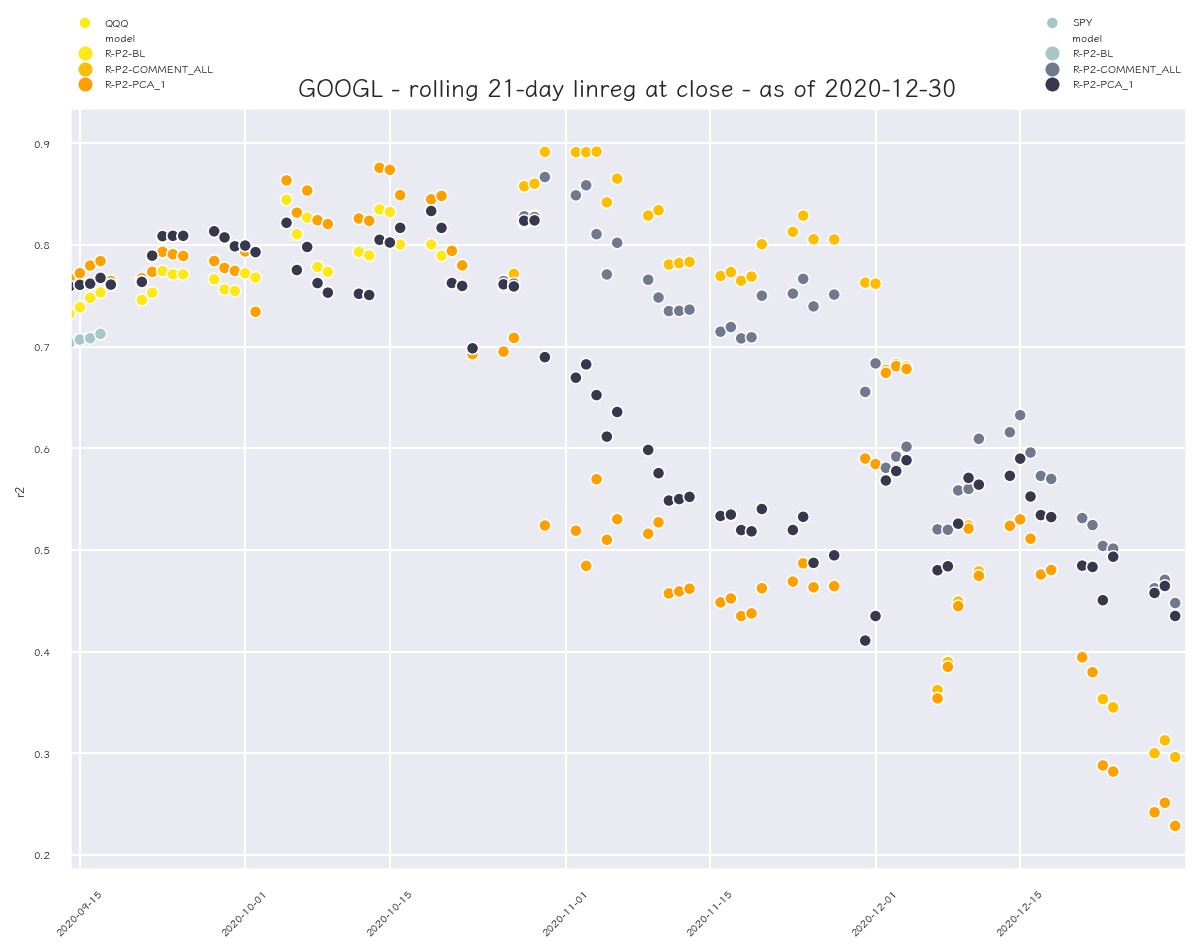 QQQ
model
R-P2-BL
R-P2-COMMENT_ALL
R-P2-PCA_1
SPY
model
R-P2-BL
R-P2-COMMENT_ALL
R-P2-PCA_1
GOOGL - rolling 21-day linreg at close - as of 2020-12-30
0.9
0.8
0.7
0.6
0.5
0.4
0.3
0.2
r2
2020-09-15
2020-10-01
2020-10-15
2020-11-01
2020-11-15
2020-12-01
2020-12-15